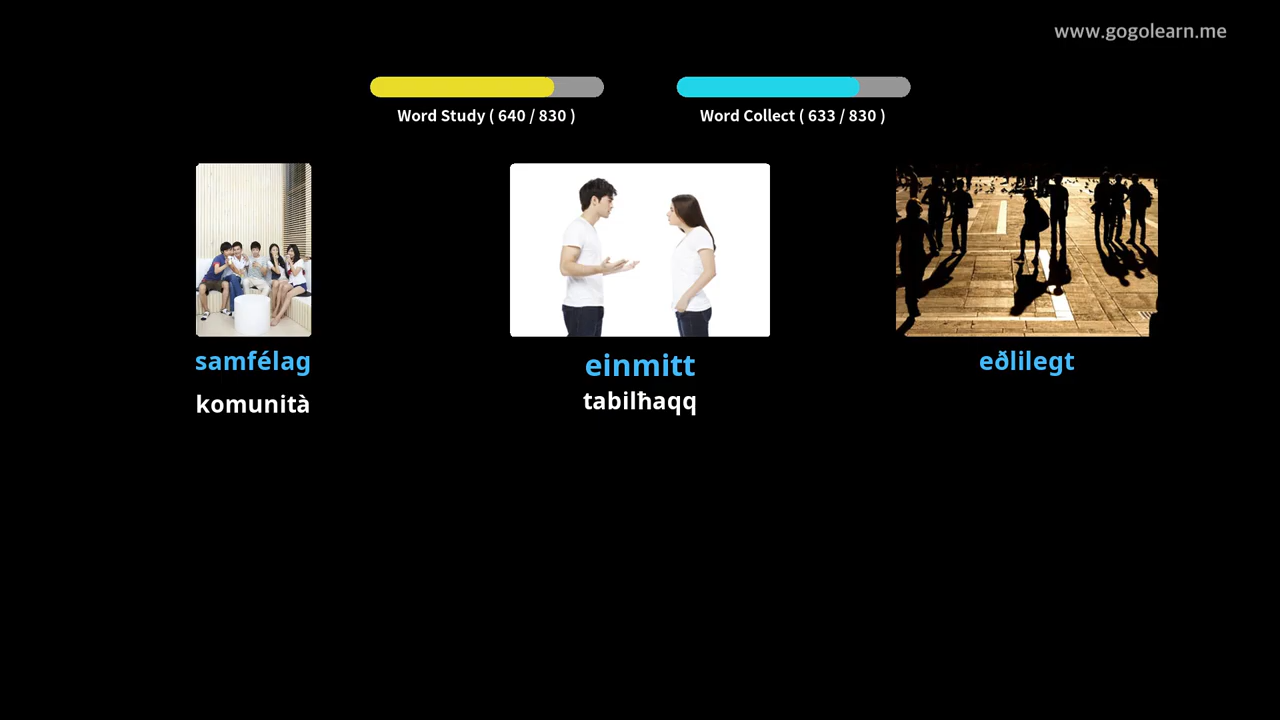 www.gogolearn.me
Word Study ( 640 / 830 )
Word Collect ( 633 / 830 )
samfélag
komunità
einmitt
tabilħaqq
eðlilegt